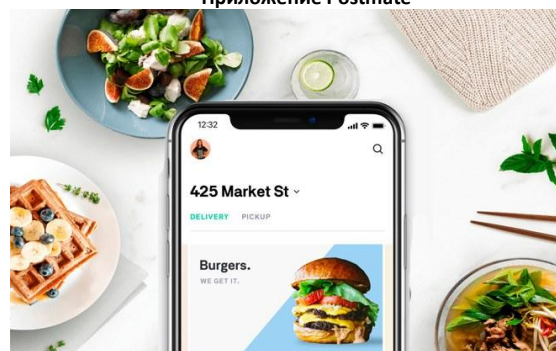 Приложение Postmate
12:32
425 Market St
DELIVERY PICKUP
Burgers.
WE GET IT.